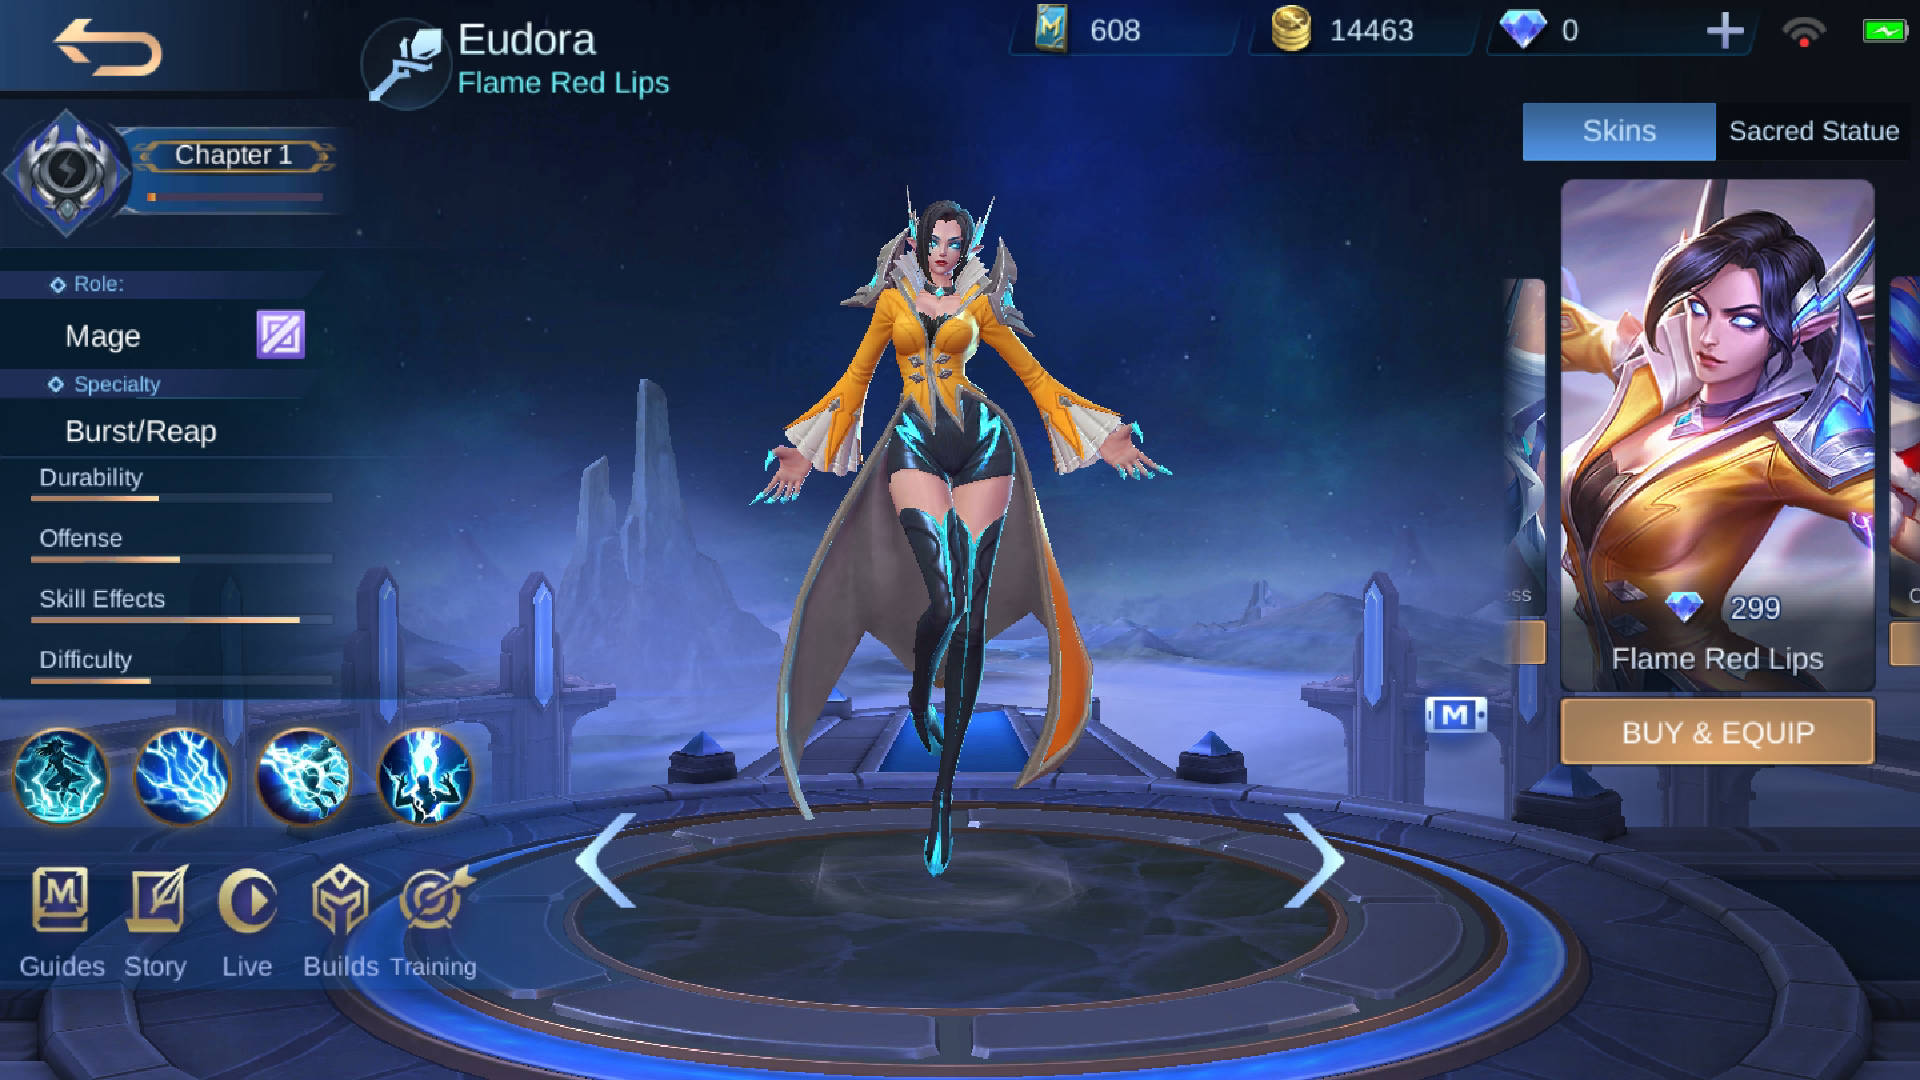 Eudora
Flame Red Lips
608
14463
0
Chapter 1
Skins
Sacred Statue
Role:
Mage
Specialty
Burst/Reap
Durability
Offense
Skill Effects
Difficulty
ess
299
Flame Red Lips
M
BUY & EQUIP
Guides
Story
Live
Builds
Training